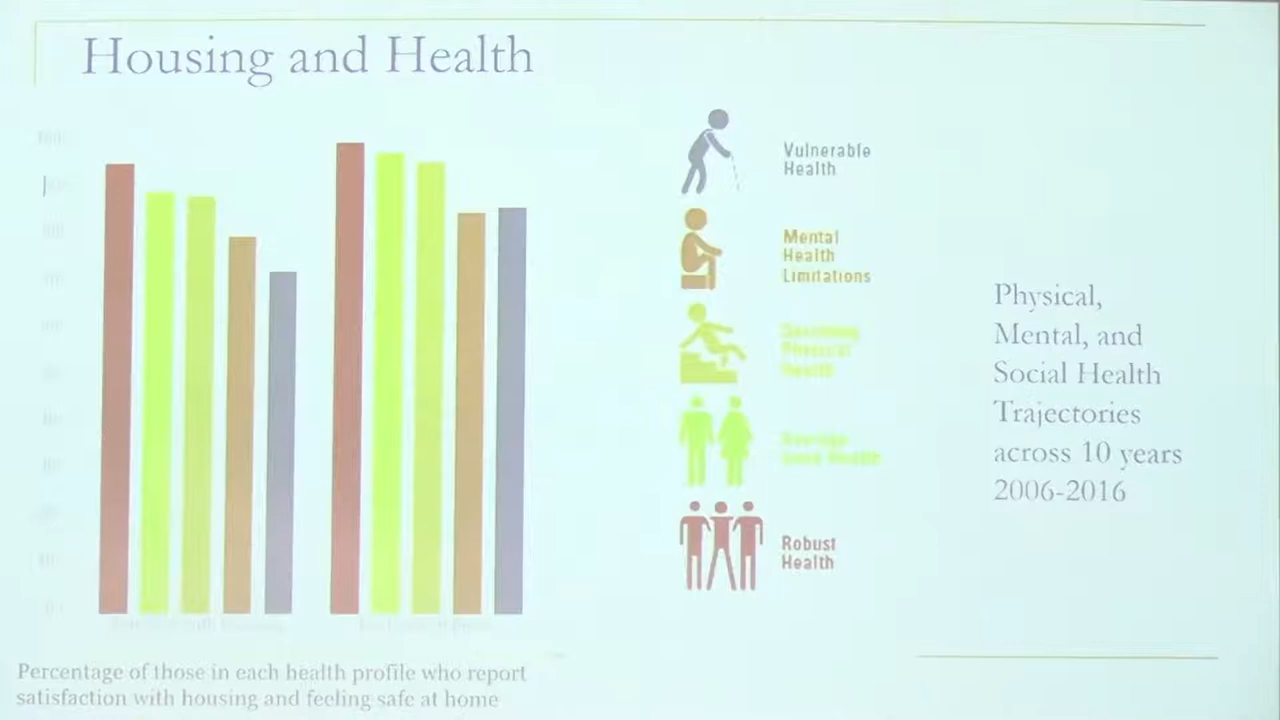 Housing and Health
Vulnerable
Health
Mental
Health
Limitations
Physical
Health
Robust
Health
Physical,
Mental, and
Social Health
Trajectories
across 10 years
2006-2016
Percentage of those in each health profile who report
satisfaction with housing and feeling safe at home